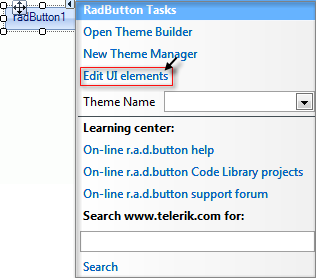 radButton1
RadButton Tasks
Open Theme Builder
New Theme Manager
Edit UI elements
Theme Name
Learning center:
On-line r.a.d.button help
On-line r.a.d.button Code Library projects
On-line r.a.d.button support forum
Search www.telerik.com for:
Search